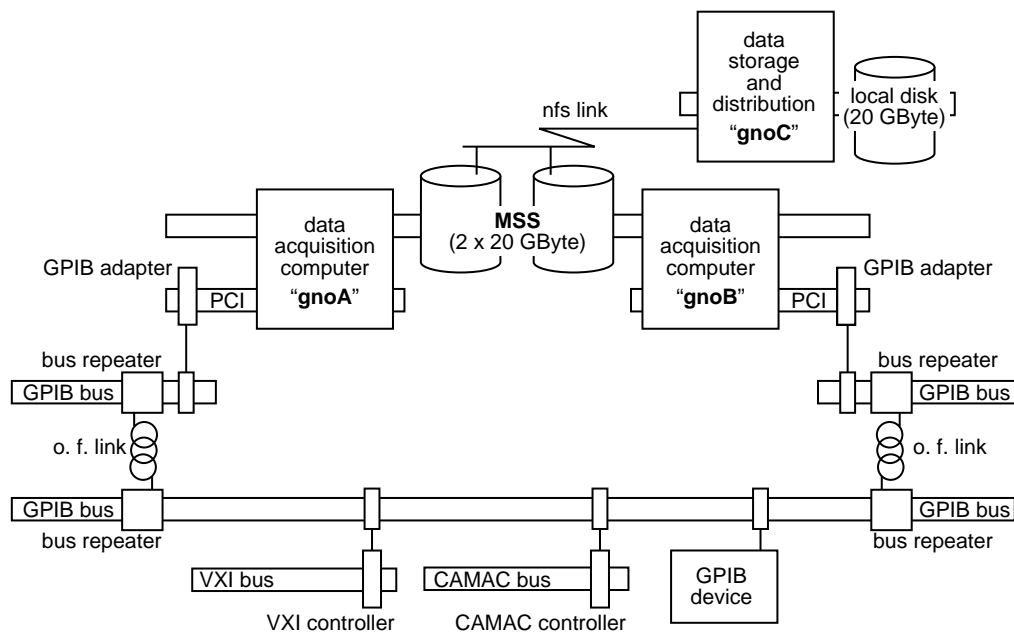 data
storage
and
distribution
“gnoC”
local disk
(20 GByte)
nfs link
data
acquisition
computer
“gnoA”
MSS
(2 x 20 GByte)
data
acquisition
computer
“gnoB”
GPIB adapter
PCI
PCI
GPIB adapter
bus repeater
GPIB bus
bus repeater
GPIB bus
o. f. link
o. f. link
GPIB bus
bus repeater
GPIB bus
bus repeater
VXI bus
VXI controller
CAMAC bus
CAMAC controller
GPIB
device